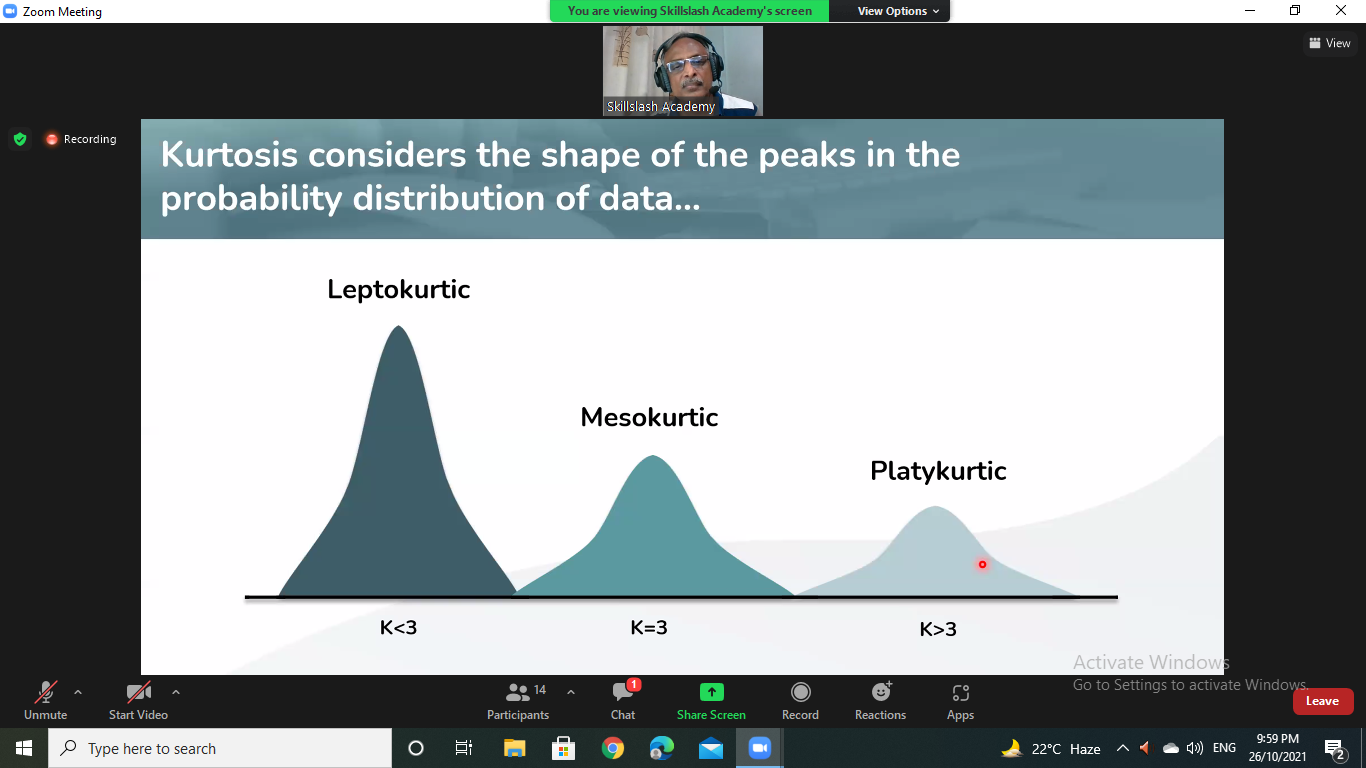 Zoom Meeting
You are viewing Skillslash Academy's screen
View Options
View
Skillslash Academy
Recording
Kurtosis considers the shape of the peaks in the
probability distribution of data...
Leptokurtic
Mesokurtic
Platykurtic
K<3
K=3
K>3
Activate Windows
Go to Settings to activate Windows.
Unmute
Start Video
14
Participants
1
Chat
Share Screen
Record
Reactions
Apps
Leave
Type here to search
22°C Haze
ENG
9:59 PM
26/10/2021
2